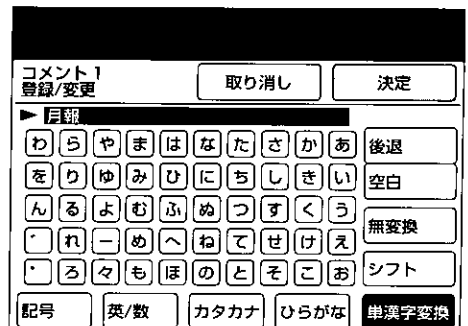 コメント1
登録/変更
取り消し
決定
▶ 月報
わ ら や ま は な た さ か あ 後退
を り ゆ み ひ に ち し き い 空白
ん る よ む ふ ぬ つ す く う 無変換
゛ れ ー め へ ね て せ け え
゜ ろ 々 も ほ の と そ こ お シフト
記号 英/数 カタカナ ひらがな 単漢字変換